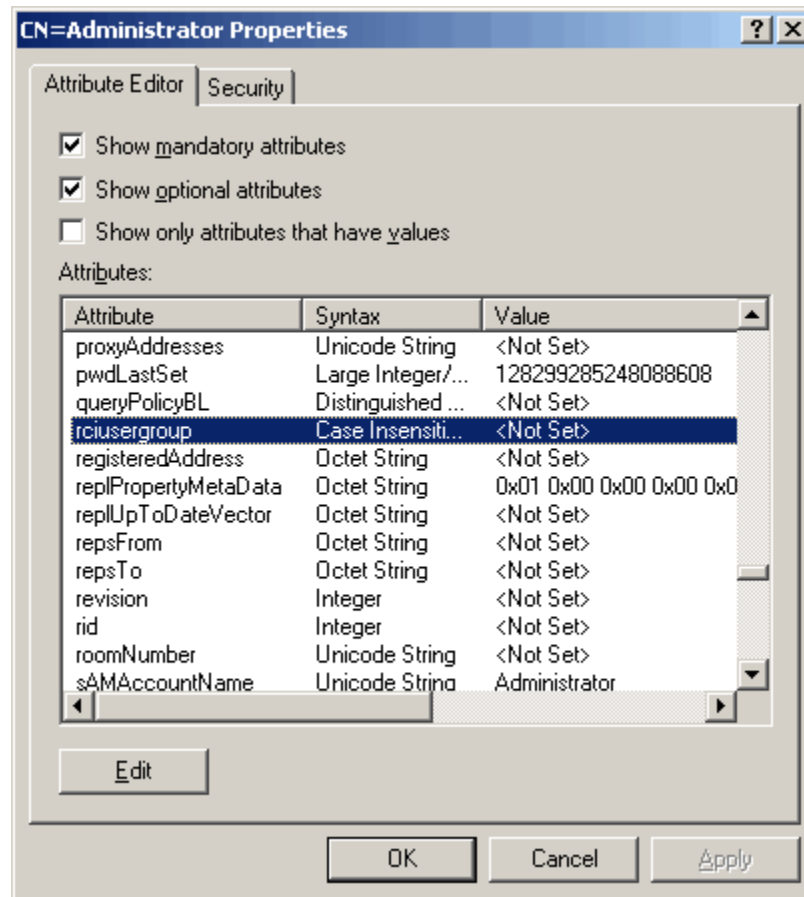 CN=Administrator Properties
Attribute Editor Security
Show mandatory attributes
Show optional attributes
Show only attributes that have values
Attributes:
Attribute Syntax Value
proxyAddresses Unicode String <Not Set>
pwdLastSet Large Integer/... 128299285248088608
queryPolicyBL Distinguished ... <Not Set>
rciusergroup Case Insensiti... <Not Set>
registeredAddress Octet String <Not Set>
replPropertyMetaData Octet String 0x01 0x00 0x00 0x00 0x0
replUpToDateVector Octet String <Not Set>
repsFrom Octet String <Not Set>
repsTo Octet String <Not Set>
revision Integer <Not Set>
rid Integer <Not Set>
roomNumber Unicode String <Not Set>
sAMAccountName Unicode String Administrator
Edit
OK Cancel Apply